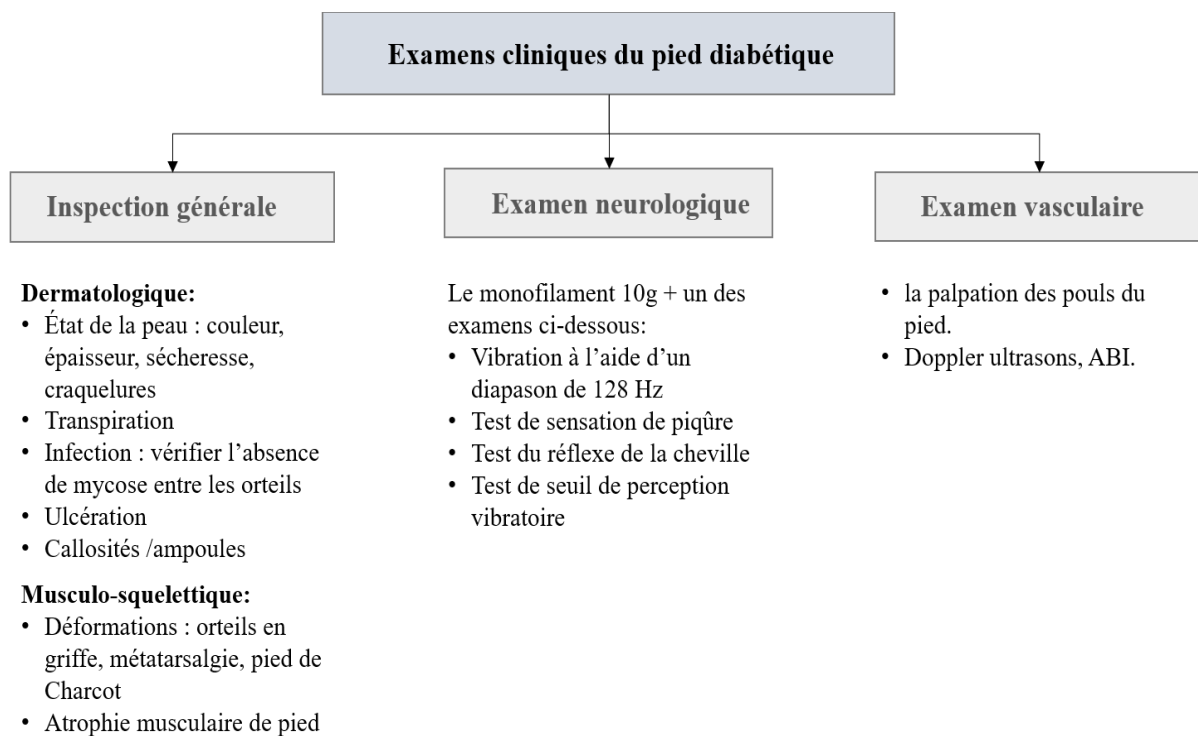 Examens cliniques du pied diabétique
Inspection générale
Dermatologique:
• État de la peau : couleur,
épaisseur, sécheresse,
craquelures
• Transpiration
• Infection : vérifier l’absence
de mycose entre les orteils
• Ulcération
• Callosités /ampoules
Musculo-squelettique:
• Déformations : orteils en
griffe, métatarsalgie, pied de
Charcot
• Atrophie musculaire de pied
Examen neurologique
Le monofilament 10g + un des
examens ci-dessous:
• Vibration à l’aide d’un
diapason de 128 Hz
• Test de sensation de piqûre
• Test du réflexe de la cheville
• Test de seuil de perception
vibratoire
Examen vasculaire
• la palpation des pouls du
pied.
• Doppler ultrasons, ABI.